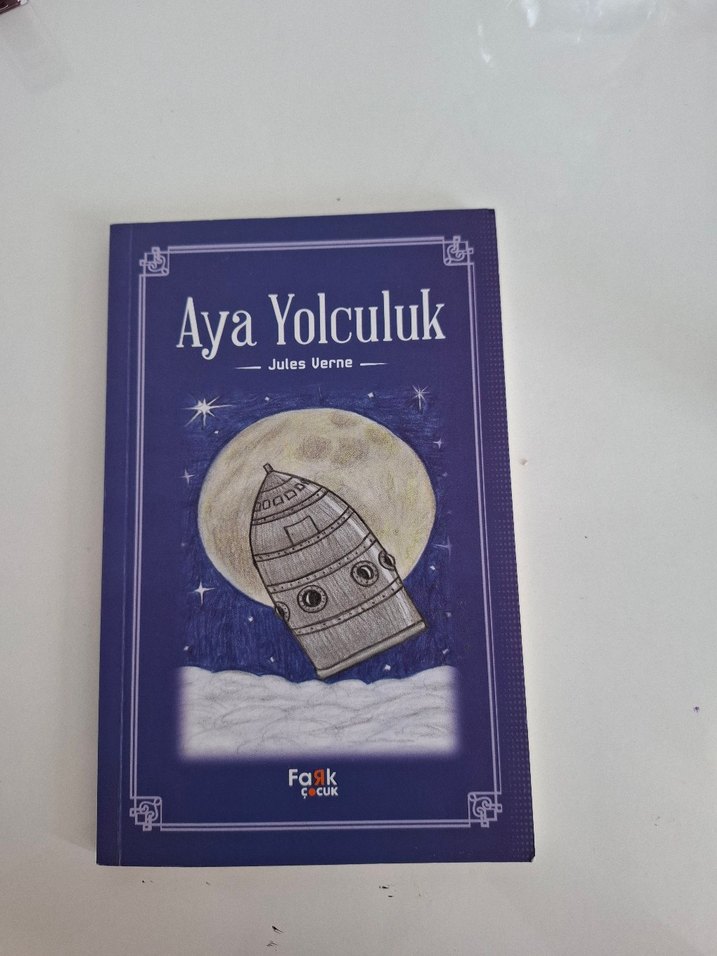 Aya Yolculuk
Jules Verne
FaRk
çocuk